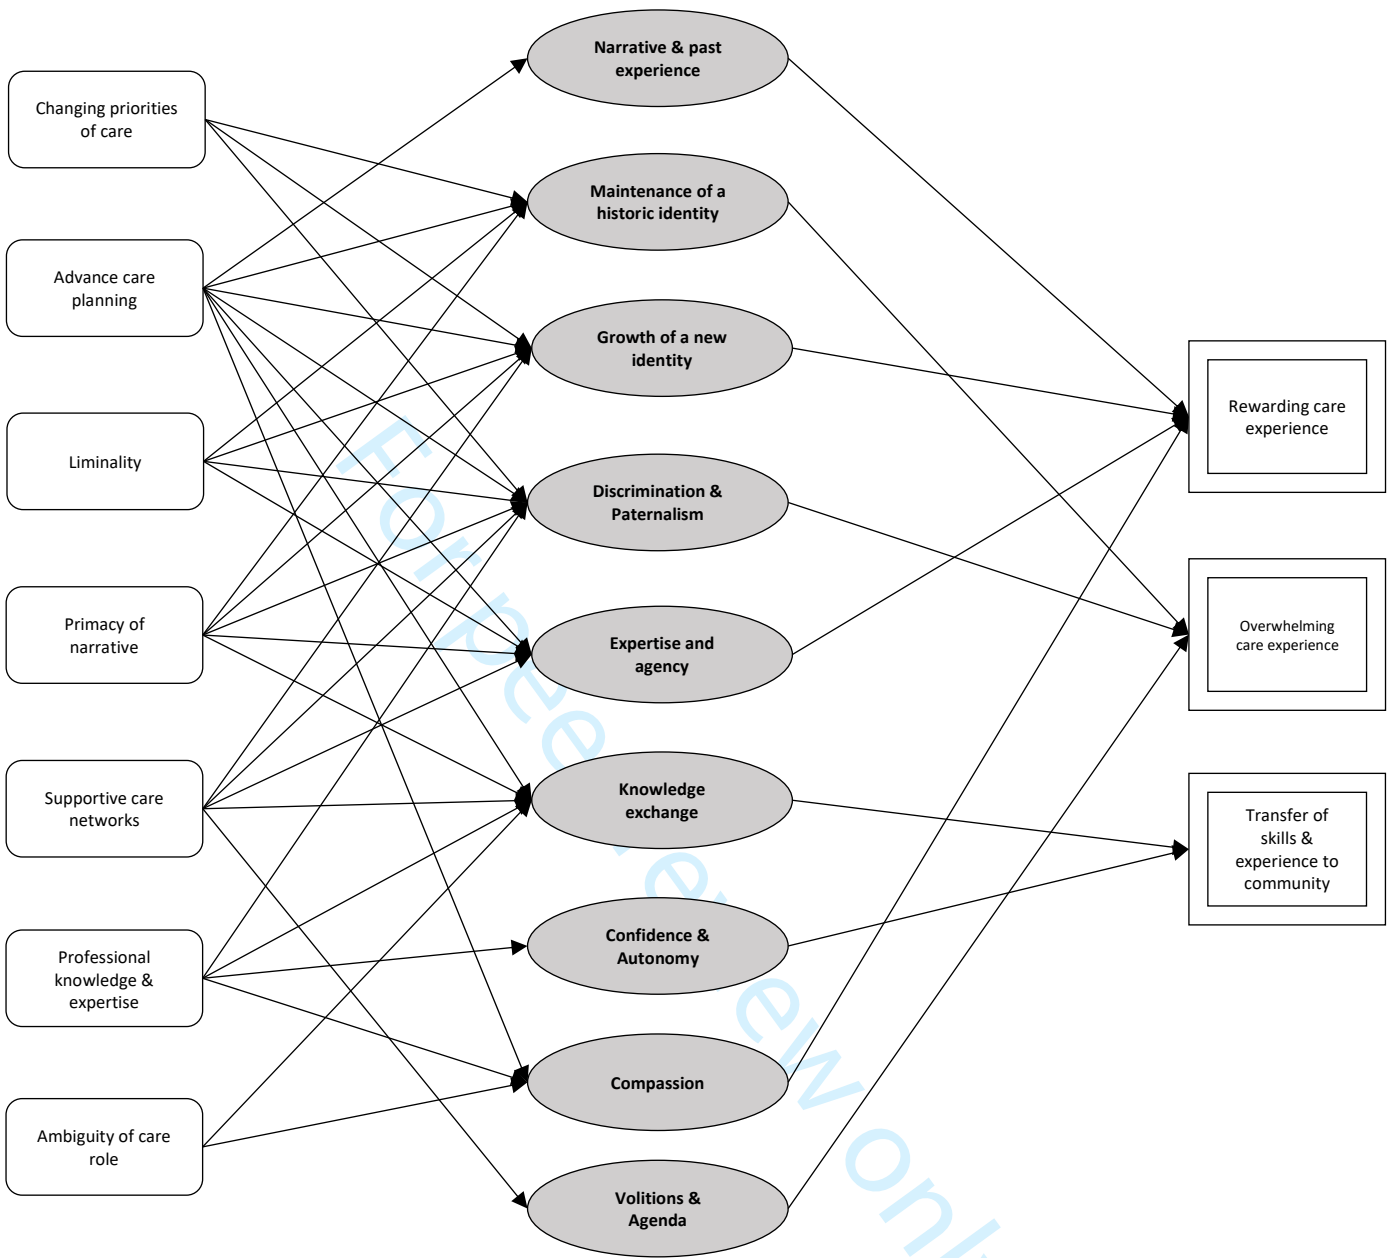 Changing priorities
of care
Advance care
planning
Liminality
Primacy of
narrative
Supportive care
networks
Professional
knowledge &
expertise
Ambiguity of care
role
Narrative & past
experience
Maintenance of a
historic identity
Growth of a new
identity
Discrimination &
Paternalism
Expertise and
agency
Knowledge
exchange
Confidence &
Autonomy
Compassion
Volitions &
Agenda
Rewarding care
experience
Overwhelming
care experience
Transfer of
skills &
experience to
community
For peer review only